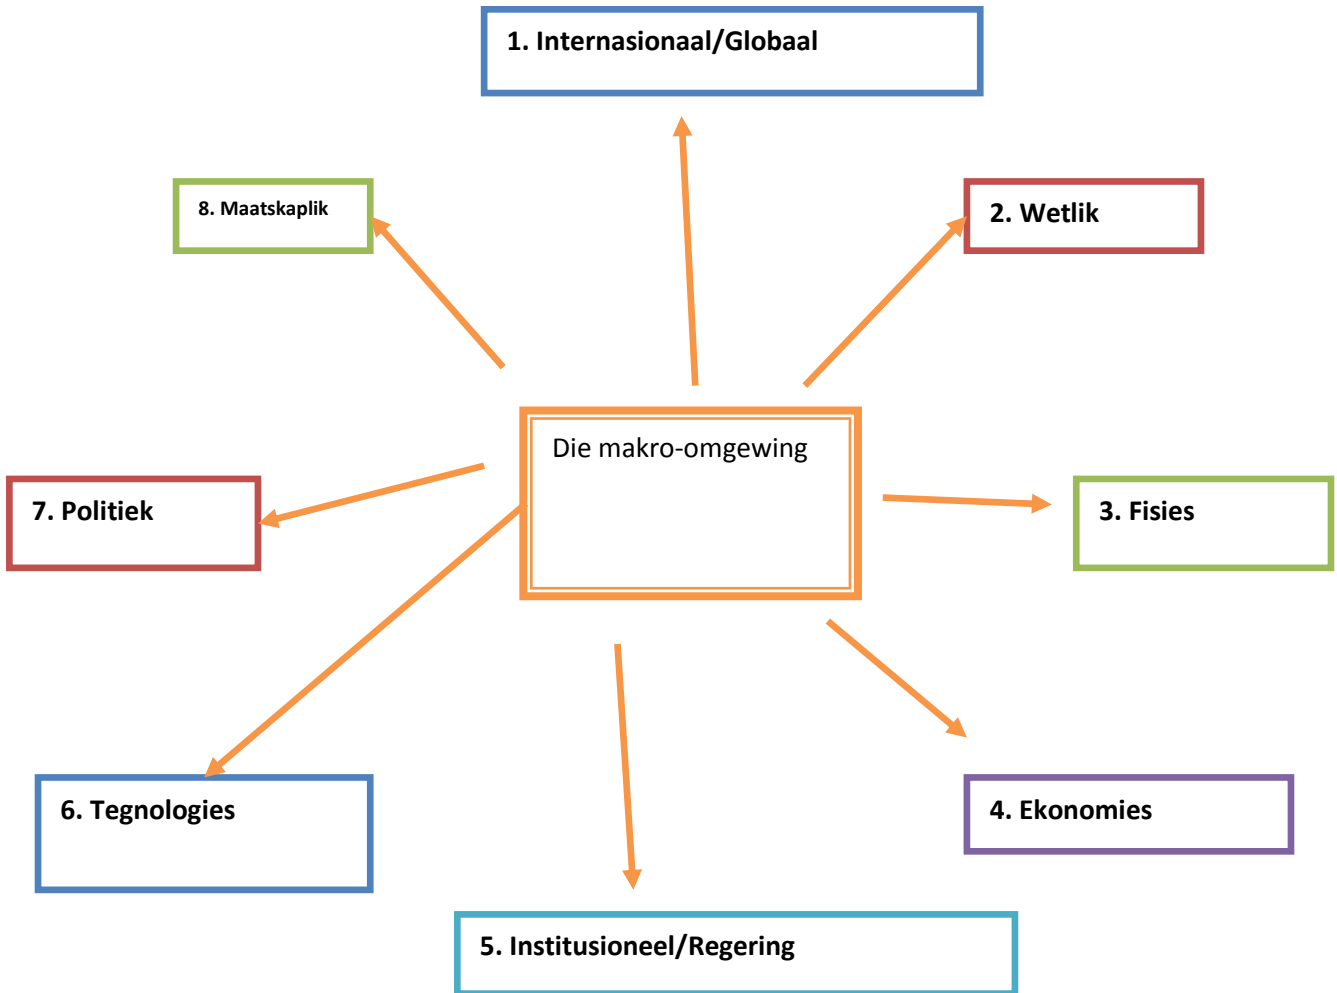 1. Internasionaal/Globaal
8. Maatskaplik
2. Wetlik
Die makro-omgewing
7. Politiek
3. Fisies
6. Tegnologies
4. Ekonomies
5. Institusioneel/Regering